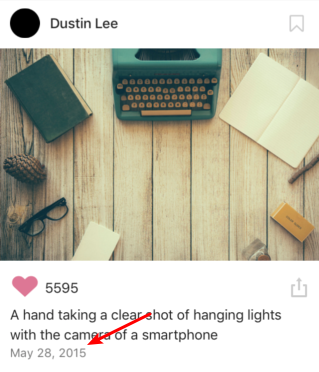 Dustin Lee
5595
A hand taking a clear shot of hanging lights
with the camera of a smartphone
May 28, 2015